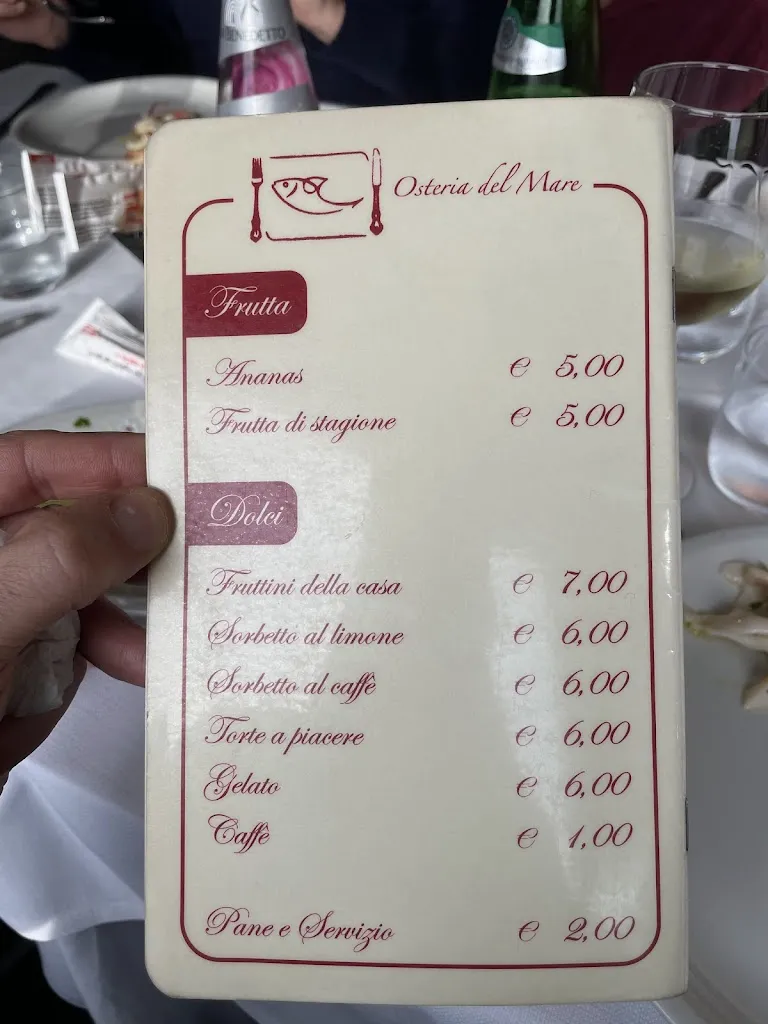 BENEDETTO
Osteria del Mare
Frutta
Ananas € 5,00
Frutta di stagione € 5,00
Dolci
Fruttini della casa € 7,00
Sorbetto al limone € 6,00
Sorbetto al caffè € 6,00
Torte a piacere € 6,00
Gelato € 6,00
Caffè € 1,00
Pane e Servizio € 2,00